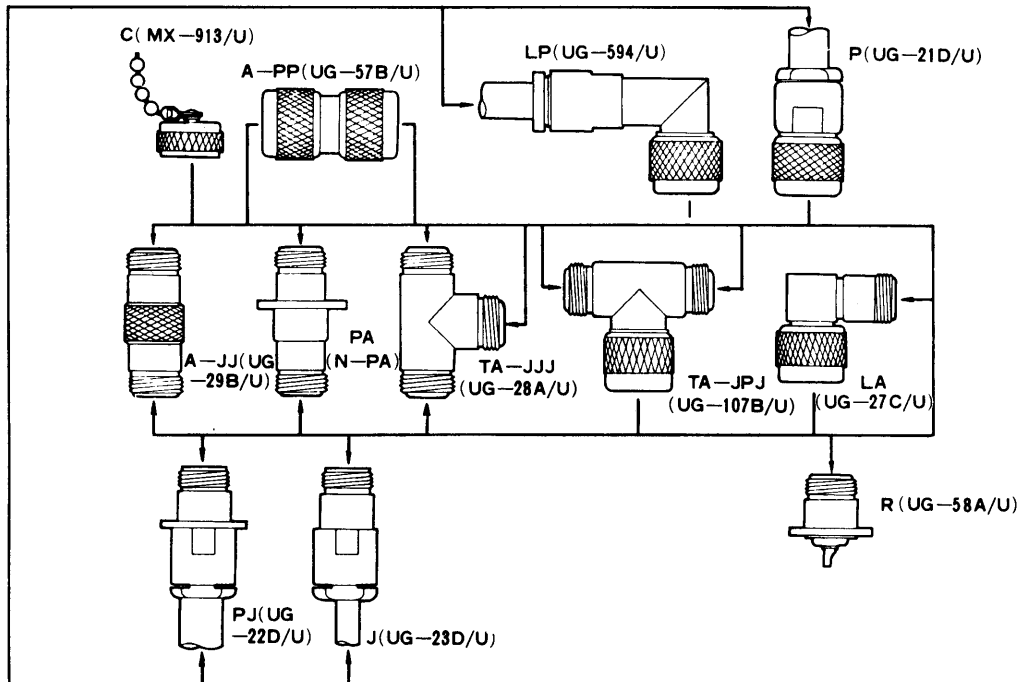 C(MX-913/U)
A-PP(UG-57B/U)
LP(UG-594/U)
P(UG-21D/U)
A-JJ(UG
-29B/U)
PA
(N-PA)
TA-JJJ
(UG-28A/U)
TA-JPJ
(UG-107B/U)
LA
(UG-27C/U)
R(UG-58A/U)
PJ(UG
-22D/U)
J(UG-23D/U)